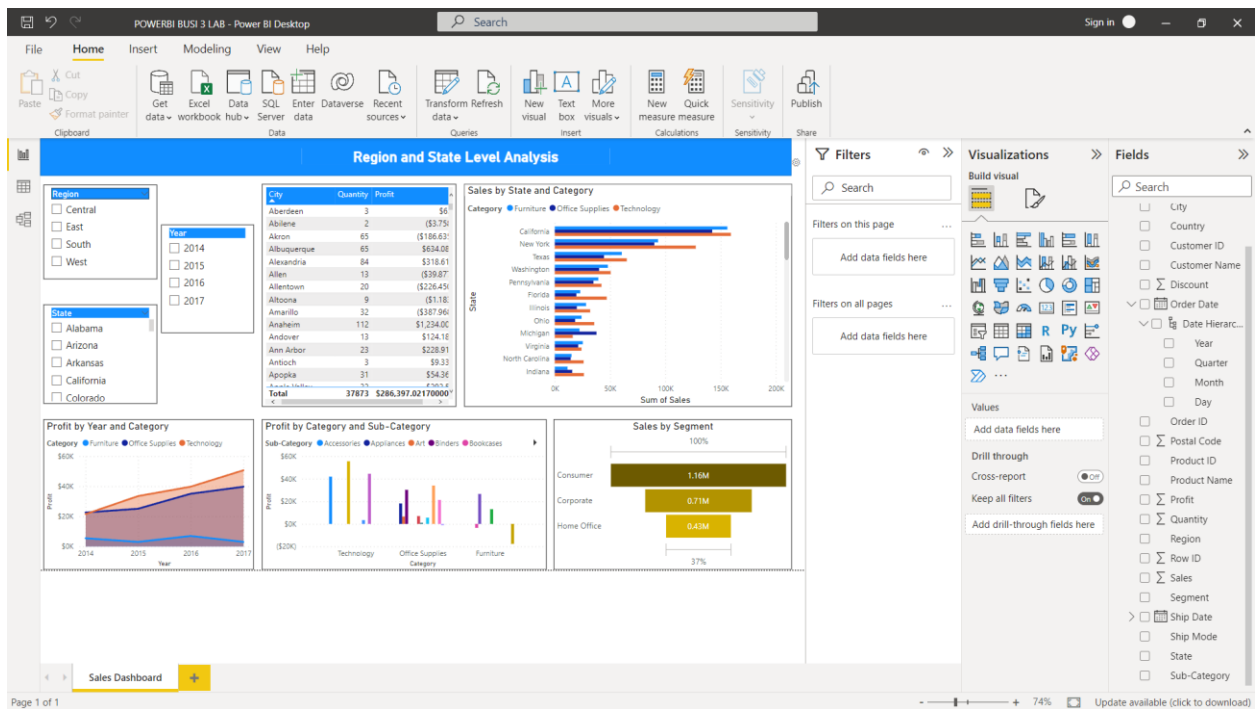 POWERBI BUSI 3 LAB - Power BI Desktop
Search
Sign in
File Home Insert Modeling View Help
Paste
Cut
Copy
Format painter
Clipboard
Get data
Excel workbook
Data hub
SQL Server
Enter data
Dataverse
Recent sources
Data
Transform data
Refresh
Queries
New visual
Text box
More visuals
Insert
New measure
Quick measure
Calculations
Sensitivity
Sensitivity
Publish
Share
Region and State Level Analysis
Region
Central
East
South
West
Year
2014
2015
2016
2017
State
Alabama
Arizona
Arkansas
California
Colorado
City Quantity Profit
Aberdeen 3 $6
Abilene 2 ($3.75
Akron 65 ($186.63
Albuquerque 65 $634.08
Alexandria 84 $318.61
Allen 13 ($39.87
Allentown 20 ($226.45
Altoona 9 ($1.18
Amarillo 32 ($387.96
Anaheim 112 $1,234.00
Andover 13 $124.18
Ann Arbor 23 $228.91
Antioch 3 $9.33
Apopka 31 $54.36
Total 37873 $286,397.02170000
Sales by State and Category
Category Furniture Office Supplies Technology
State
California
New York
Texas
Washington
Pennsylvania
Florida
Illinois
Ohio
Michigan
Virginia
North Carolina
Indiana
0K 50K 100K 150K 200K
Sum of Sales
Profit by Year and Category
Category Furniture Office Supplies Technology
Profit
$60K
$40K
$20K
$0K
2014 2015 2016 2017
Year
Profit by Category and Sub-Category
Sub-Category Accessories Appliances Art Binders Bookcases
Profit
$60K
$40K
$20K
$0K
($20K)
Technology Office Supplies Furniture
Category
Sales by Segment
100%
Consumer 1.16M
Corporate 0.71M
Home Office 0.43M
37%
Filters
Search
Filters on this page ...
Add data fields here
Filters on all pages ...
Add data fields here
Visualizations
Build visual
R Py
...
Values
Add data fields here
Drill through
Cross-report Off
Keep all filters On
Add drill-through fields here
Fields
Search
City
Country
Customer ID
Customer Name
Discount
Order Date
Date Hierarc...
Year
Quarter
Month
Day
Order ID
Postal Code
Product ID
Product Name
Profit
Quantity
Region
Row ID
Sales
Segment
Ship Date
Ship Mode
State
Sub-Category
Sales Dashboard
Page 1 of 1
74%
Update available (click to download)